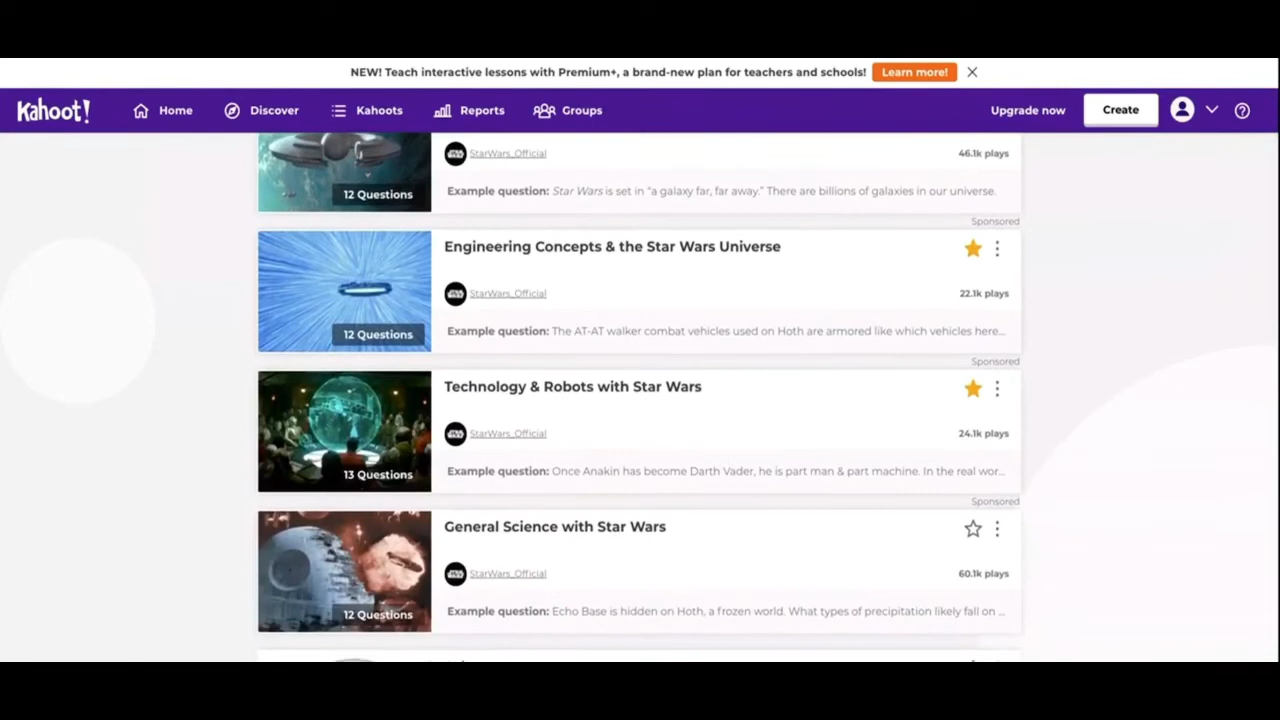 NEW! Teach interactive lessons with Premium+, a brand-new plan for teachers and schools! Learn more!
Kahoot! Home Discover Kahoots Reports Groups Upgrade now Create
StarWars_Official 46.1k plays
12 Questions
Example question: Star Wars is set in “a galaxy far, far away.” There are billions of galaxies in our universe.
Sponsored
Engineering Concepts & the Star Wars Universe
StarWars_Official 22.1k plays
12 Questions
Example question: The AT-AT walker combat vehicles used on Hoth are armored like which vehicles here...
Sponsored
Technology & Robots with Star Wars
StarWars_Official 24.1k plays
13 Questions
Example question: Once Anakin has become Darth Vader, he is part man & part machine. In the real wor...
Sponsored
General Science with Star Wars
StarWars_Official 60.1k plays
12 Questions
Example question: Echo Base is hidden on Hoth, a frozen world. What types of precipitation likely fall on ...